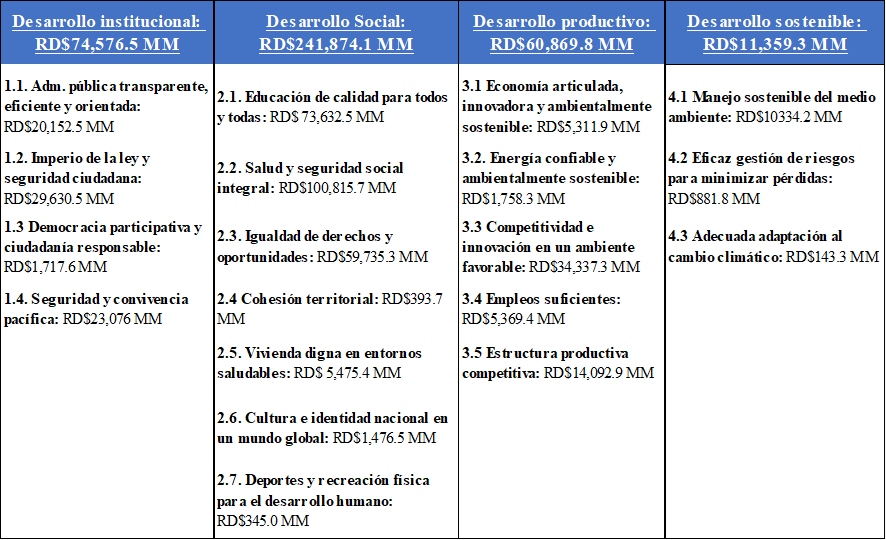 Desarrollo institucional:
RD$74,576.5 MM
1.1. Adm. pública transparente,
eficiente y orientada:
RD$20,152.5 MM
1.2. Imperio de la ley y
seguridad ciudadana:
RD$29,630.5 MM
1.3 Democracia participativa y
ciudadanía responsable:
RD$1,717.6 MM
1.4. Seguridad y convivencia
pacífica: RD$23,076 MM
Desarrollo Social:
RD$241,874.1 MM
2.1. Educación de calidad para todos
y todas: RD$ 73,632.5 MM
2.2. Salud y seguridad social
integral: RD$100,815.7 MM
2.3. Igualdad de derechos y
oportunidades: RD$59,735.3 MM
2.4 Cohesión territorial: RD$393.7
MM
2.5. Vivienda digna en entornos
saludables: RD$ 5,475.4 MM
2.6. Cultura e identidad nacional en
un mundo global: RD$1,476.5 MM
2.7. Deportes y recreación física
para el desarrollo humano:
RD$345.0 MM
Desarrollo productivo:
RD$60,869.8 MM
3.1 Economía articulada,
innovadora y ambientalmente
sostenible: RD$5,311.9 MM
3.2. Energía confiable y
ambientalmente sostenible:
RD$1,758.3 MM
3.3 Competitividad e
innovación en un ambiente
favorable: RD$34,337.3 MM
3.4 Empleos suficientes:
RD$5,369.4 MM
3.5 Estructura productiva
competitiva: RD$14,092.9 MM
Desarrollo sostenible:
RD$11,359.3 MM
4.1 Manejo sostenible del medio
ambiente: RD$10334.2 MM
4.2 Eficaz gestión de riesgos
para minimizar pérdidas:
RD$881.8 MM
4.3 Adecuada adaptación al
cambio climático: RD$143.3 MM